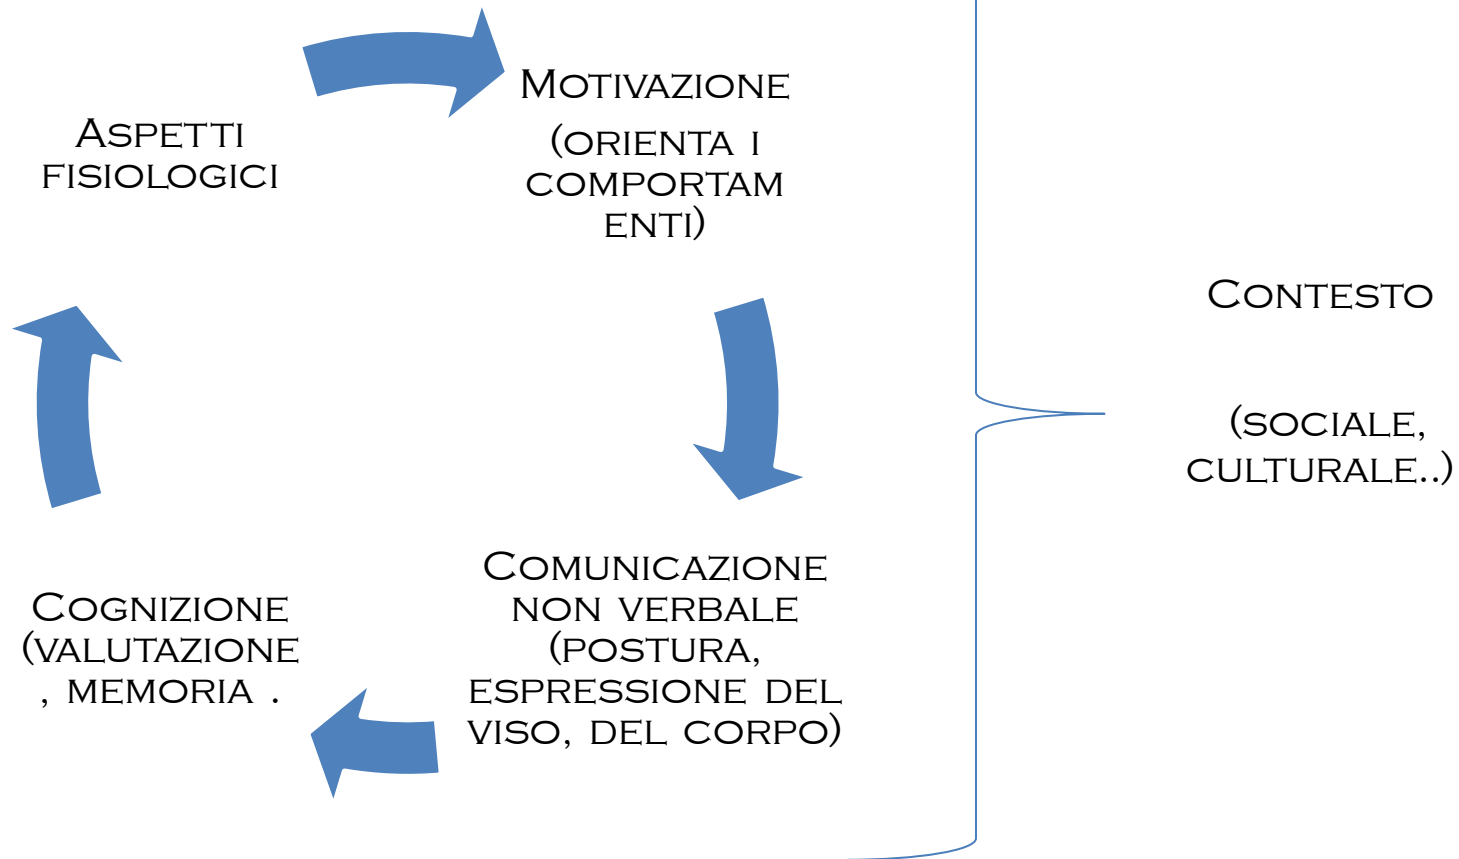 Aspetti
fisiologici
Motivazione
(orienta i
comportam
enti)
Comunicazione
non verbale
(postura,
espressione del
viso, del corpo)
Cognizione
(valutazione
, memoria .
Contesto
(sociale,
culturale..)